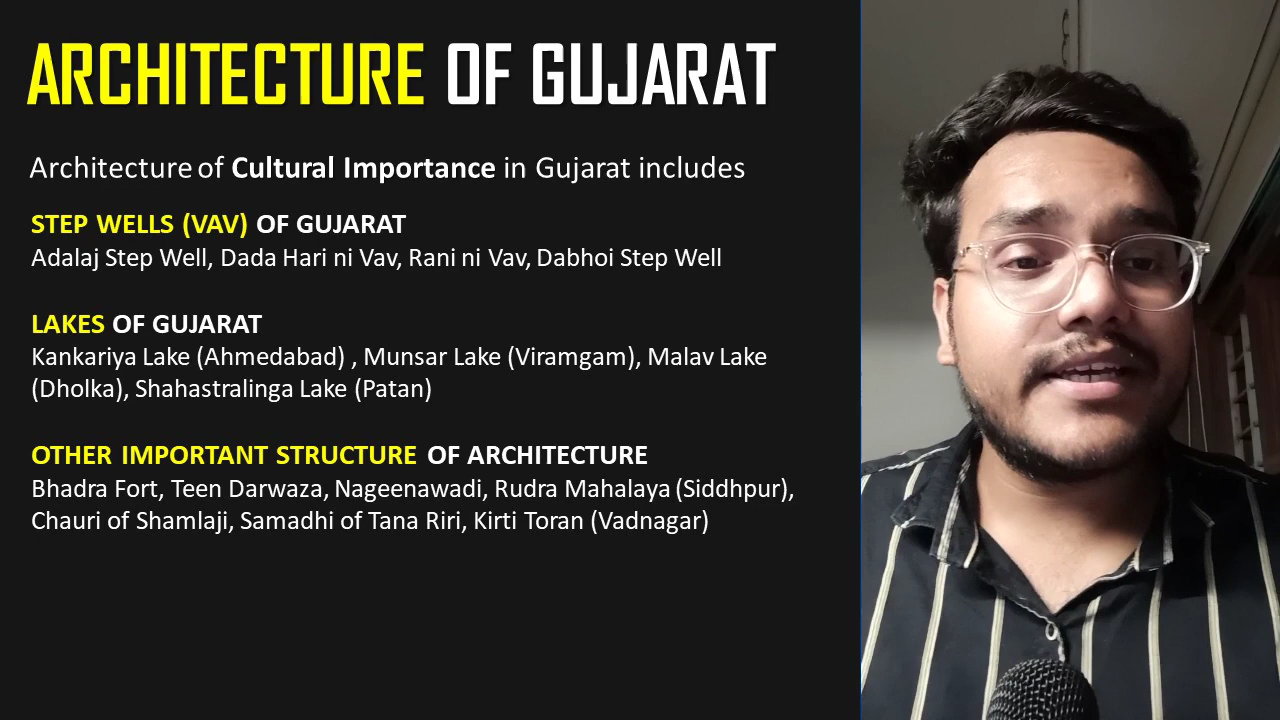 ARCHITECTURE OF GUJARAT
Architecture of Cultural Importance in Gujarat includes
STEP WELLS (VAV) OF GUJARAT
Adalaj Step Well, Dada Hari ni Vav, Rani ni Vav, Dabhoi Step Well
LAKES OF GUJARAT
Kankariya Lake (Ahmedabad) , Munsar Lake (Viramgam), Malav Lake
(Dholka), Shahastralinga Lake (Patan)
OTHER IMPORTANT STRUCTURE OF ARCHITECTURE
Bhadra Fort, Teen Darwaza, Nageenawadi, Rudra Mahalaya (Siddhpur),
Chauri of Shamlaji, Samadhi of Tana Riri, Kirti Toran (Vadnagar)